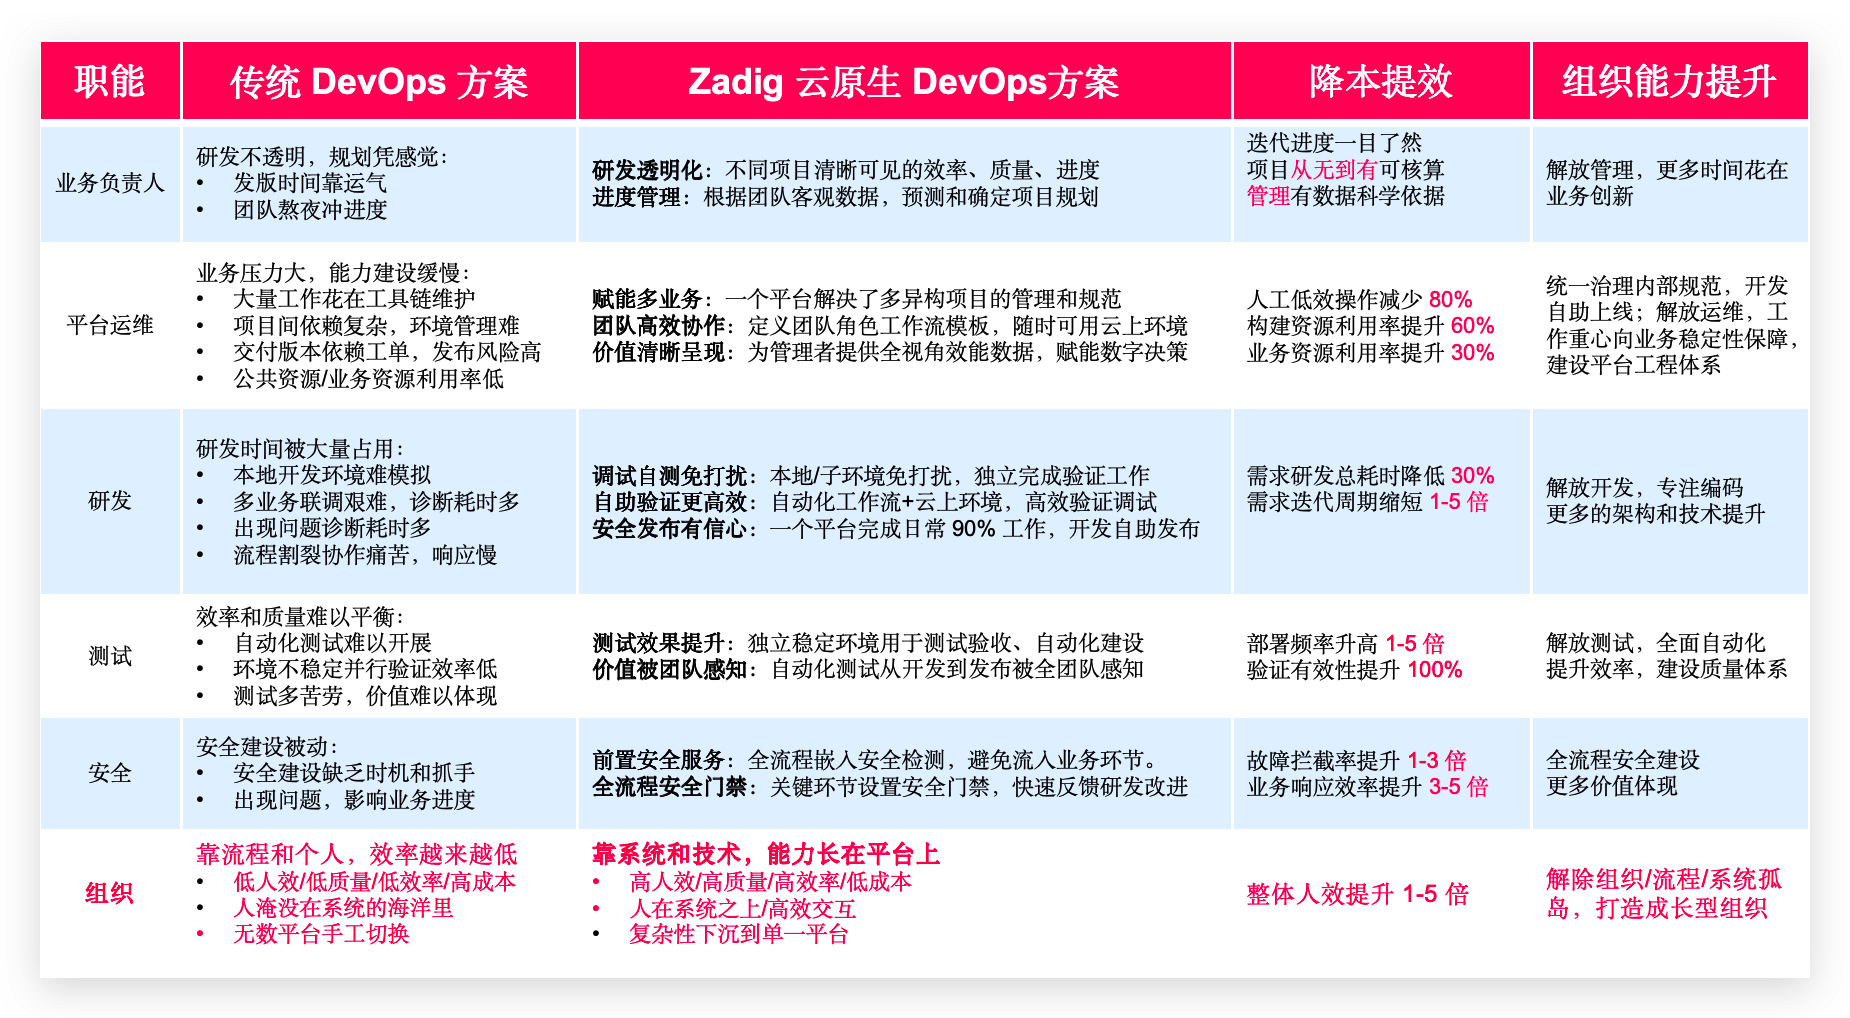 职能
传统 DevOps 方案
Zadig 云原生 DevOps方案
降本提效
组织能力提升
业务负责人
研发不透明，规划凭感觉：
• 发版时间靠运气
• 团队熬夜冲进度
研发透明化：不同项目清晰可见的效率、质量、进度
进度管理：根据团队客观数据，预测和确定项目规划
迭代进度一目了然
项目从无到有可核算
管理有数据科学依据
解放管理，更多时间花在
业务创新
平台运维
业务压力大，能力建设缓慢：
• 大量工作花在工具链维护
• 项目间依赖复杂，环境管理难
• 交付版本依赖工单，发布风险高
• 公共资源/业务资源利用率低
赋能多业务：一个平台解决了多异构项目的管理和规范
团队高效协作：定义团队角色工作流模板，随时可用云上环境
价值清晰呈现：为管理者提供全视角效能数据，赋能数字决策
人工低效操作减少 80%
构建资源利用率提升 60%
业务资源利用率提升 30%
统一治理内部规范，开发
自助上线；解放运维，工
作重心向业务稳定性保障，
建设平台工程体系
研发
研发时间被大量占用：
• 本地开发环境难模拟
• 多业务联调艰难，诊断耗时多
• 出现问题诊断耗时多
• 流程割裂协作痛苦，响应慢
调试自测免打扰：本地/子环境免打扰，独立完成验证工作
自助验证更高效：自动化工作流+云上环境，高效验证调试
安全发布有信心：一个平台完成日常 90% 工作，开发自助发布
需求研发总耗时降低 30%
需求迭代周期缩短 1-5 倍
解放开发，专注编码
更多的架构和技术提升
测试
效率和质量难以平衡：
• 自动化测试难以开展
• 环境不稳定并行验证效率低
• 测试多苦劳，价值难以体现
测试效果提升：独立稳定环境用于测试验收、自动化建设
价值被团队感知：自动化测试从开发到发布被全团队感知
部署频率升高 1-5 倍
验证有效性提升 100%
解放测试，全面自动化
提升效率，建设质量体系
安全
安全建设被动：
• 安全建设缺乏时机和抓手
• 出现问题，影响业务进度
前置安全服务：全流程嵌入安全检测，避免流入业务环节。
全流程安全门禁：关键环节设置安全门禁，快速反馈研发改进
故障拦截率提升 1-3 倍
业务响应效率提升 3-5 倍
全流程安全建设
更多价值体现
组织
靠流程和个人，效率越来越低
• 低人效/低质量/低效率/高成本
• 人淹没在系统的海洋里
• 无数平台手工切换
靠系统和技术，能力长在平台上
• 高人效/高质量/高效率/低成本
• 人在系统之上/高效交互
• 复杂性下沉到单一平台
整体人效提升 1-5 倍
解除组织/流程/系统孤
岛，打造成长型组织